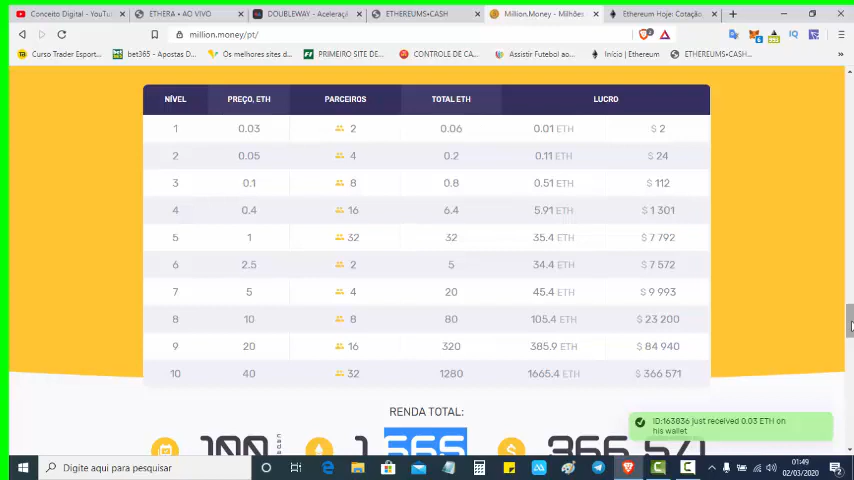 Conceito Digital - YouTu
ETHERA • AO VIVO
DOUBLEWAY - Aceleraçi
ETHEREUMS•CASH
Million.Money - Milhões
Ethereum Hoje: Cotação
million.money/pt/
Curso Trader Esport...
bet365 - Apostas D...
Os melhores sites d...
PRIMEIRO SITE DE...
CONTROLE DE CA...
Assistir Futebol ao...
Início | Ethereum
ETHEREUMS•CASH...
NÍVEL PREÇO, ETH PARCEIROS TOTAL ETH LUCRO
1 0.03 2 0.06 0.01 ETH $ 2
2 0.05 4 0.2 0.11 ETH $ 24
3 0.1 8 0.8 0.51 ETH $ 112
4 0.4 16 6.4 5.91 ETH $ 1 301
5 1 32 32 35.4 ETH $ 7 792
6 2.5 2 5 34.4 ETH $ 7 572
7 5 4 20 45.4 ETH $ 9 993
8 10 8 80 105.4 ETH $ 23 200
9 20 16 320 385.9 ETH $ 84 940
10 40 32 1280 1665.4 ETH $ 366 571
RENDA TOTAL:
ID:163836 just received 0.03 ETH on
his wallet
366 571
Digite aqui para pesquisar
01:49
02/03/2020